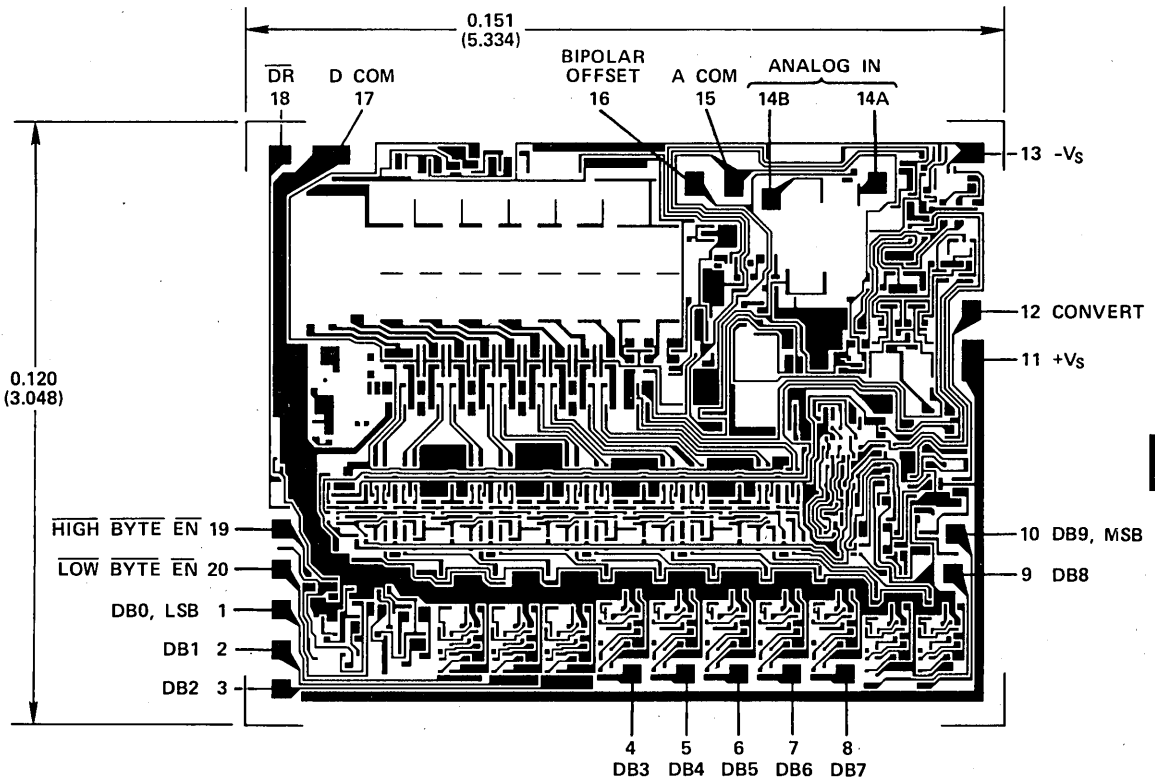 0.151
(5.334)
BIPOLAR
OFFSET
16
A COM
15
ANALOG IN
14B
14A
DR
18
D COM
17
13 -VS
12 CONVERT
11 +VS
0.120
(3.048)
HIGH BYTE EN 19
LOW BYTE EN 20
DB0, LSB 1
DB1 2
DB2 3
10 DB9, MSB
9 DB8
4
DB3
5
DB4
6
DB5
7
DB6
8
DB7